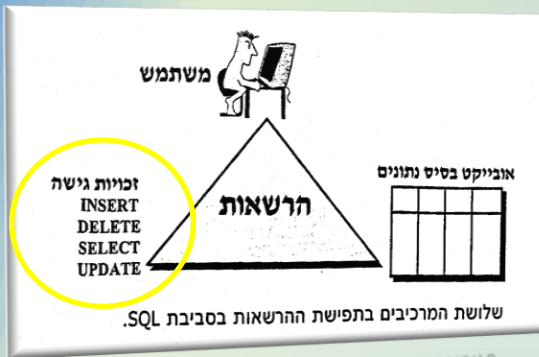 משתמש
אובייקט בסיס נתונים
זכויות גישה
INSERT
DELETE
SELECT
UPDATE
הרשאות
שלושת המרכיבים בתפישת ההרשאות בסביבת SQL.